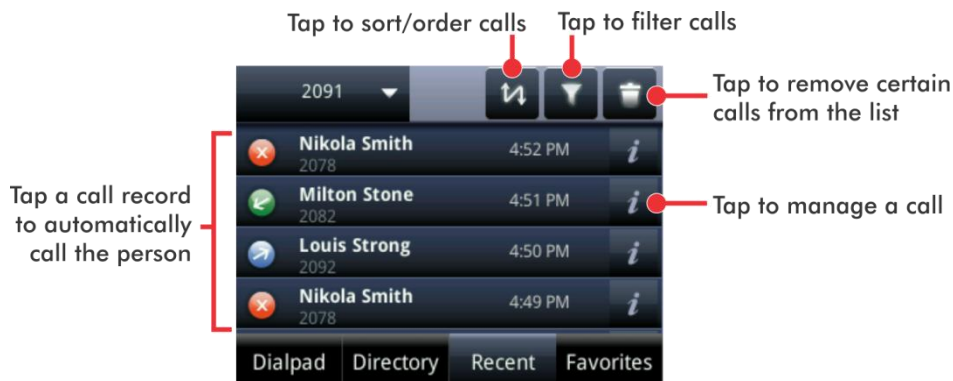 Tap to sort/order calls
Tap to filter calls
2091
Tap to remove certain
calls from the list
Nikola Smith
2078
4:52 PM
i
Milton Stone
2082
4:51 PM
i
Tap to manage a call
Tap a call record
to automatically
call the person
Louis Strong
2092
4:50 PM
i
Nikola Smith
2078
4:49 PM
i
Dialpad
Directory
Recent
Favorites